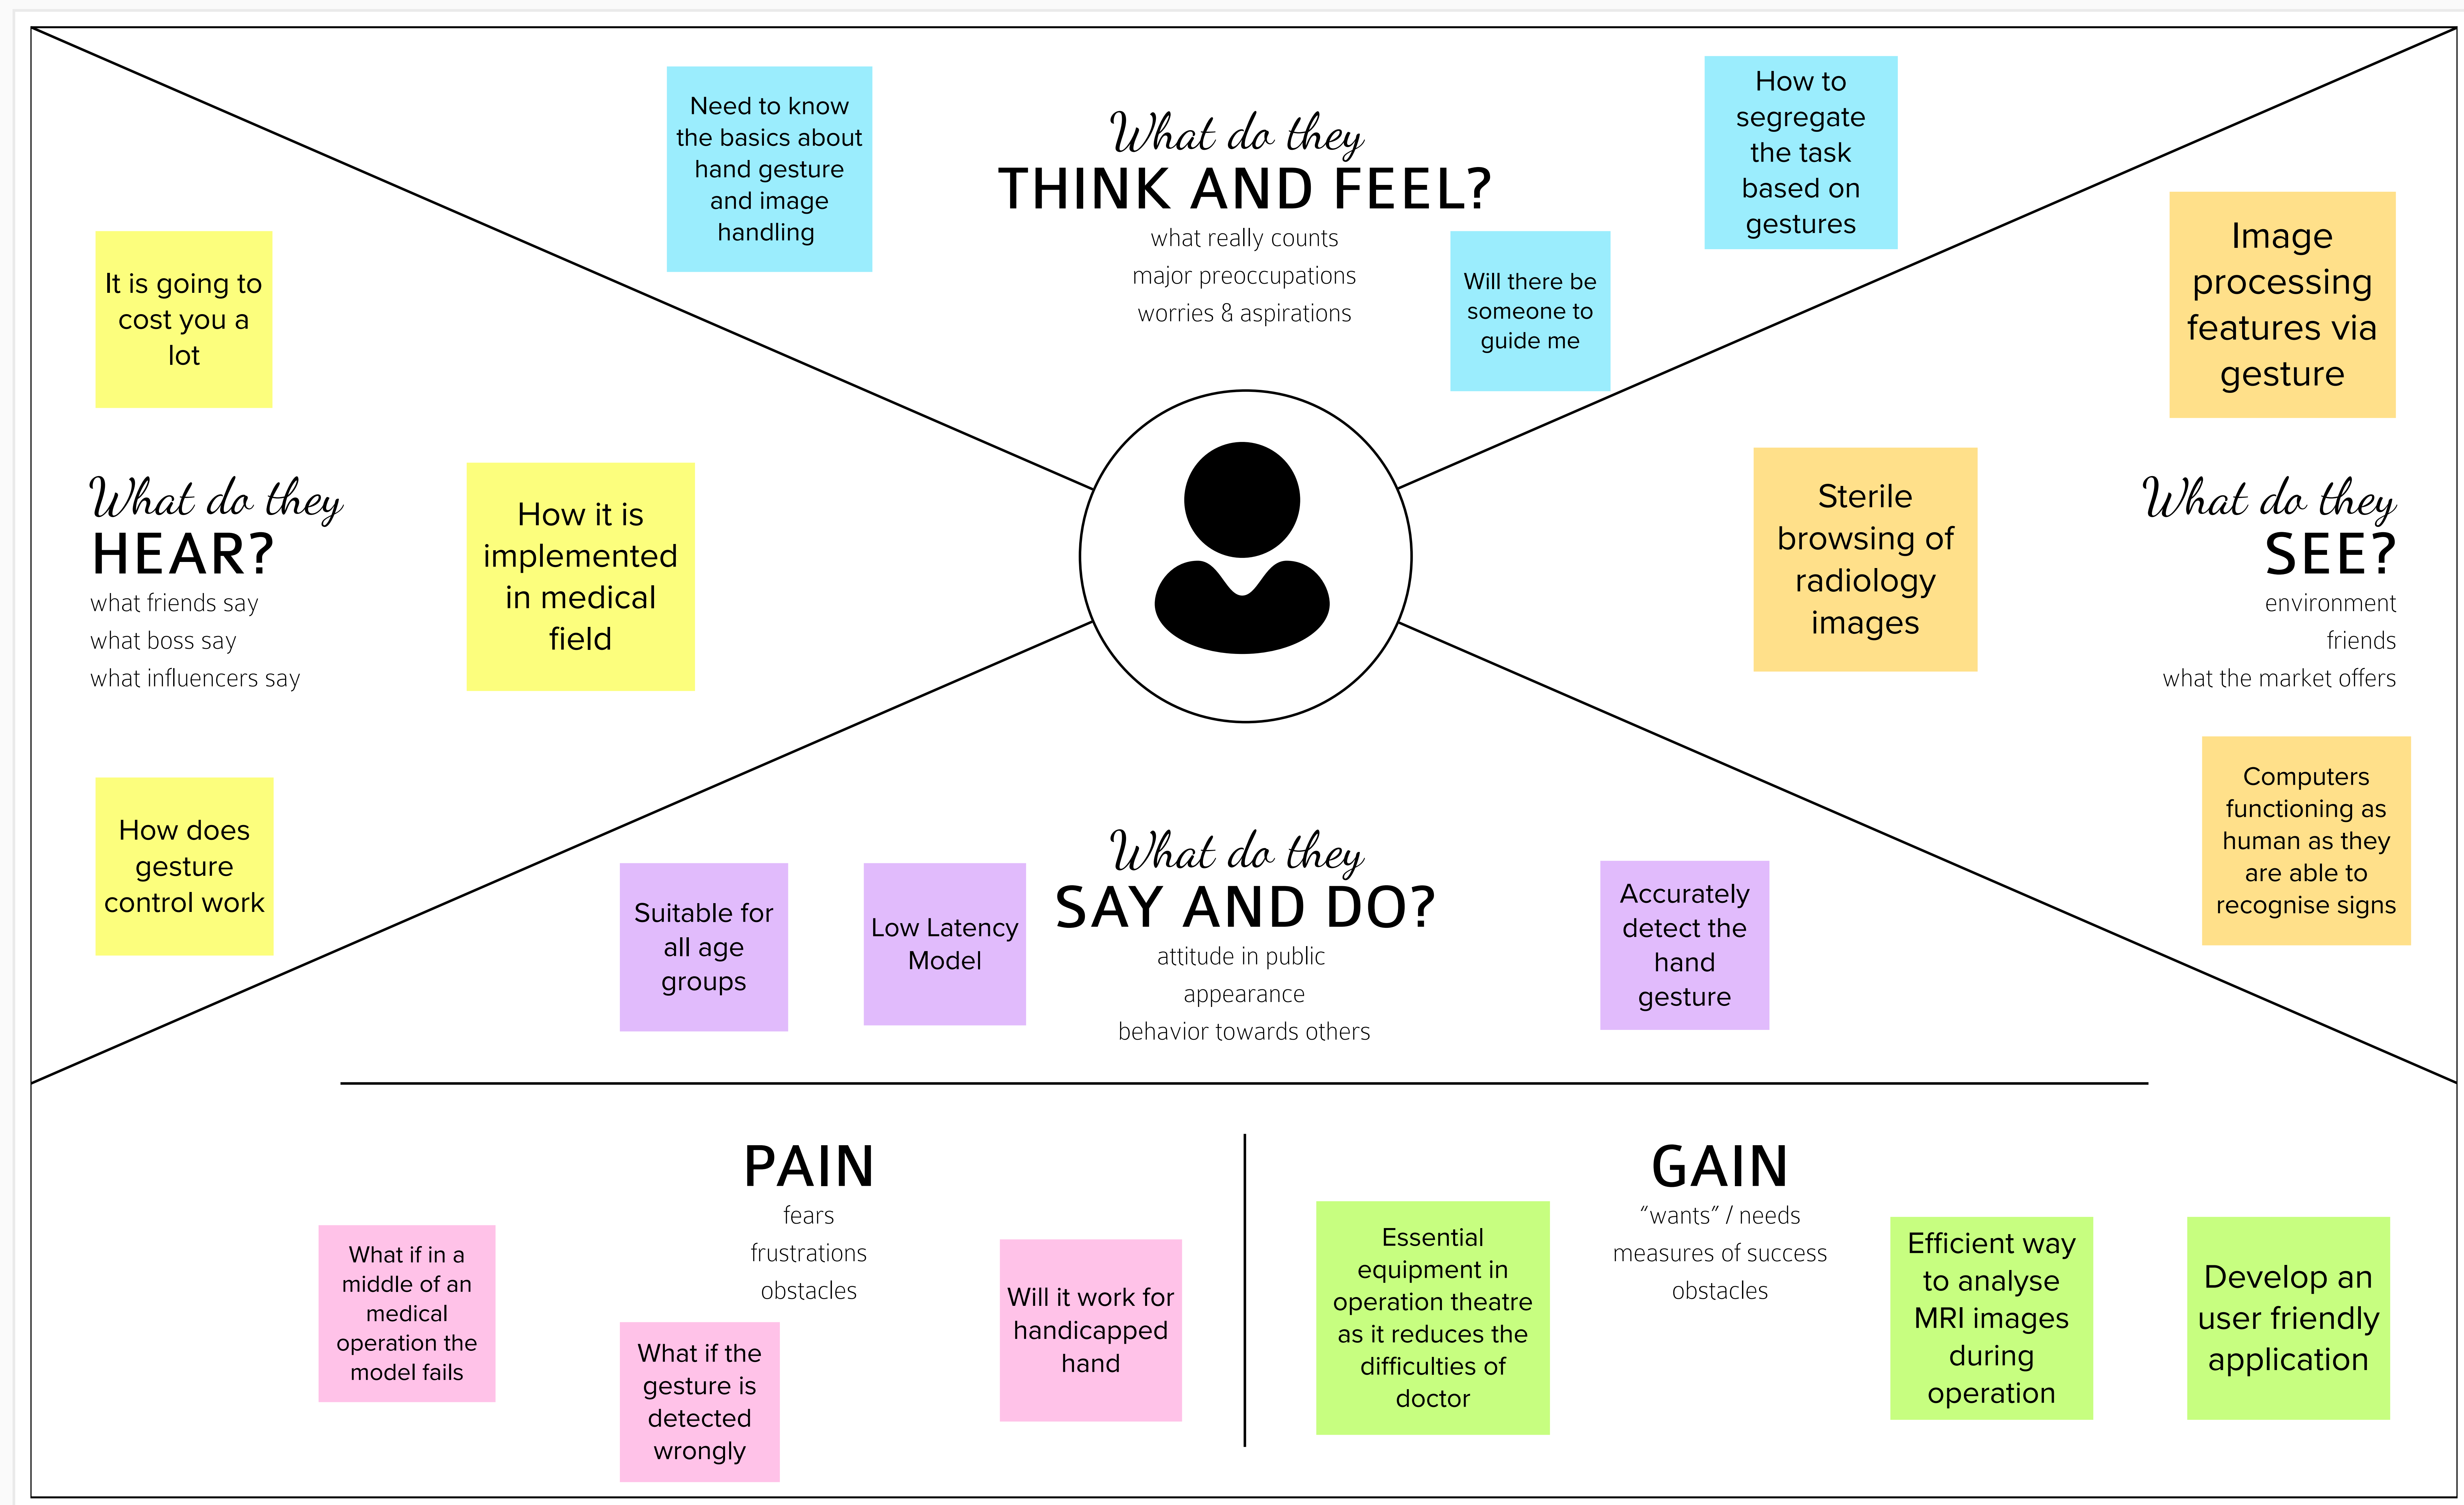 Need to know
the basics about
hand gesture
and image
handling
What do they
THINK AND FEEL?
what really counts
major preoccupations
worries & aspirations
Will there be
someone to
guide me
How to
segregate
the task
based on
gestures
It is going to
cost you a
lot
What do they
HEAR?
what friends say
what boss say
what influencers say
How it is
implemented
in medical
field
How does
gesture
control work
Image
processing
features via
gesture
Sterile
browsing of
radiology
images
What do they
SEE?
environment
friends
what the market offers
Computers
functioning as
human as they
are able to
recognise signs
Suitable for
all age
groups
Low Latency
Model
What do they
SAY AND DO?
attitude in public
appearance
behavior towards others
Accurately
detect the
hand
gesture
PAIN
fears
frustrations
obstacles
What if in a
middle of an
medical
operation the
model fails
What if the
gesture is
detected
wrongly
Will it work for
handicapped
hand
GAIN
“wants” / needs
measures of success
obstacles
Essential
equipment in
operation theatre
as it reduces the
difficulties of
doctor
Efficient way
to analyse
MRI images
during
operation
Develop an
user friendly
application